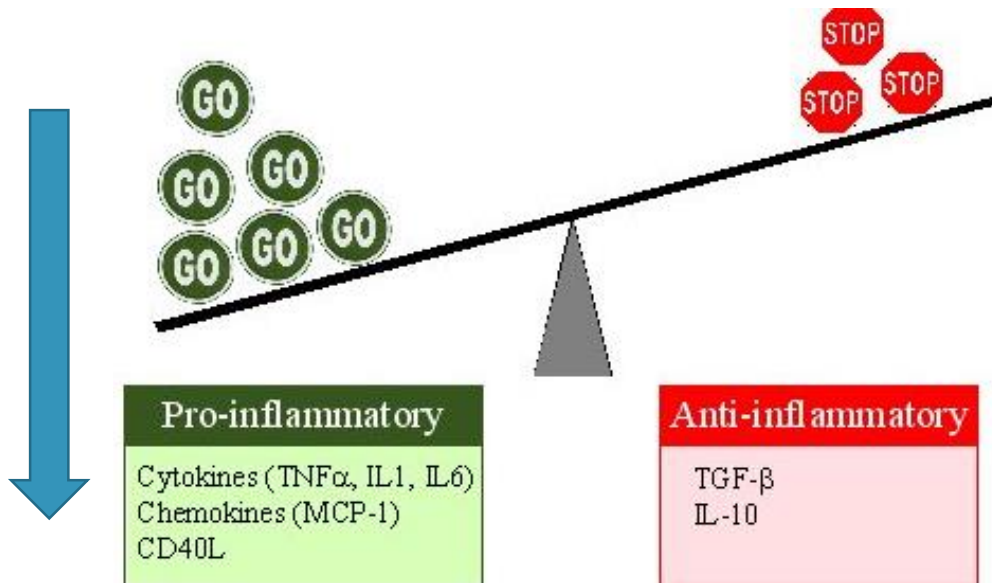 STOP
GO
STOP STOP
GO
GO
GO
GO
GO
Pro-inflammatory
Cytokines (TNFα, IL1, IL6)
Chemokines (MCP-1)
CD40L
Anti-inflammatory
TGF-β
IL-10